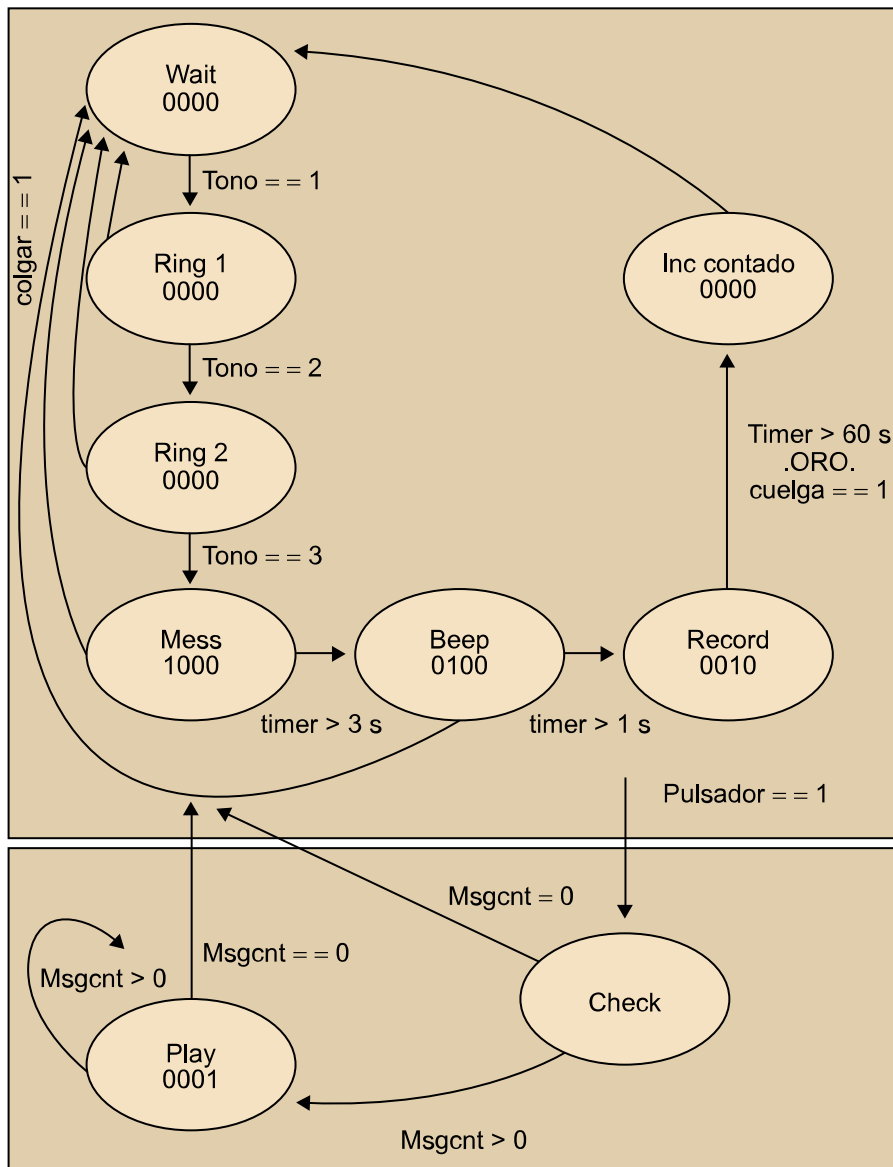 Wait
0000
colgar = = 1
Tono = = 1
Ring 1
0000
Inc contado
0000
Tono = = 2
Ring 2
0000
Timer > 60 s
.ORO.
cuelga = = 1
Tono = = 3
Mess
1000
Beep
0100
Record
0010
timer > 3 s
timer > 1 s
Pulsador = = 1
Msgcnt = 0
Msgcnt = = 0
Msgcnt > 0
Check
Play
0001
Msgcnt > 0